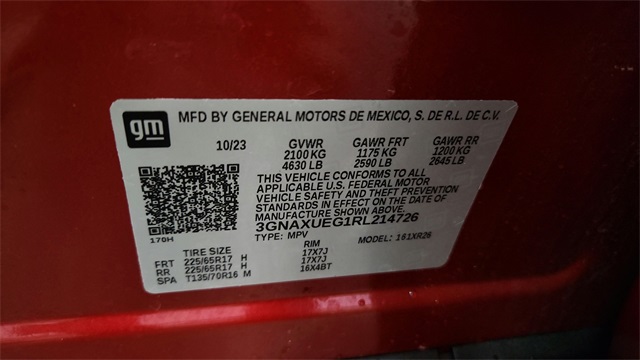 gm MFD BY GENERAL MOTORS DE MEXICO, S. DE R.L. DE C.V.
10/23 GVWR GAWR FRT GAWR RR
2100 KG 1175 KG 1200 KG
4630 LB 2590 LB 2645 LB
THIS VEHICLE CONFORMS TO ALL
APPLICABLE U.S. FEDERAL MOTOR
VEHICLE SAFETY AND THEFT PREVENTION
STANDARDS IN EFFECT ON THE DATE OF
MANUFACTURE SHOWN ABOVE.
3GNAXUEG1RL214726
170H TYPE: MPV MODEL: 161XR26
TIRE SIZE RIM
FRT 225/65R17 H 17X7J
RR 225/65R17 H 17X7J
SPA T135/70R16 M 16X4BT